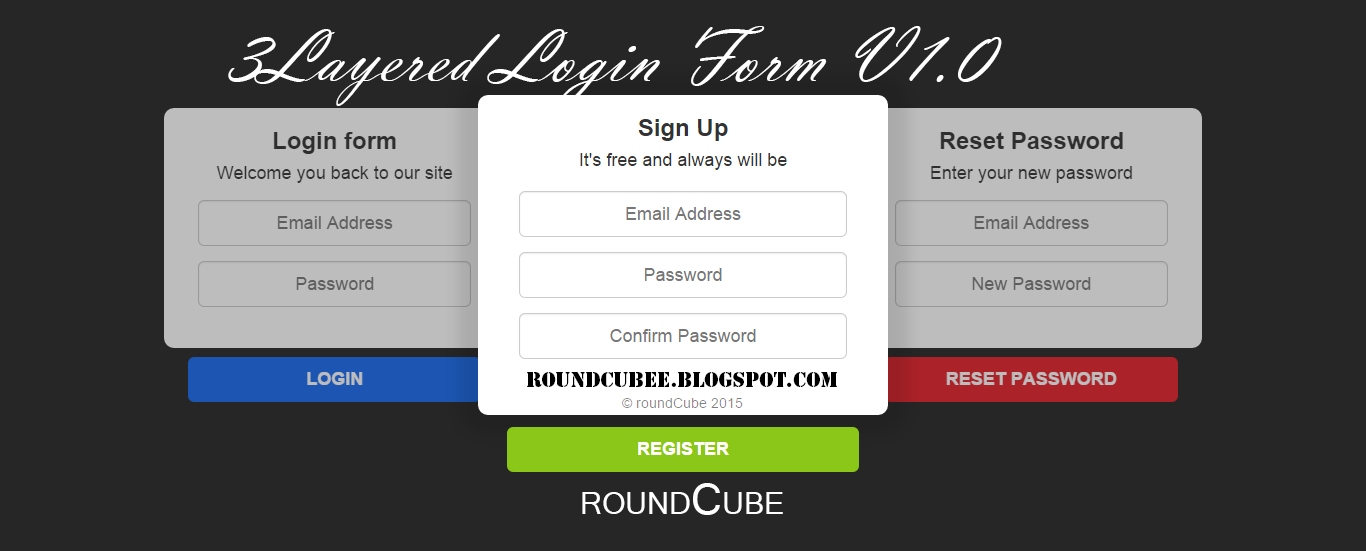 3Layered Login Form V1.0
Login form
Welcome you back to our site
Email Address
Password
LOGIN
Sign Up
It's free and always will be
Email Address
Password
Confirm Password
ROUNDCUBEE.BLOGSPOT.COM
© roundCube 2015
REGISTER
Reset Password
Enter your new password
Email Address
New Password
RESET PASSWORD
ROUNDCUBE